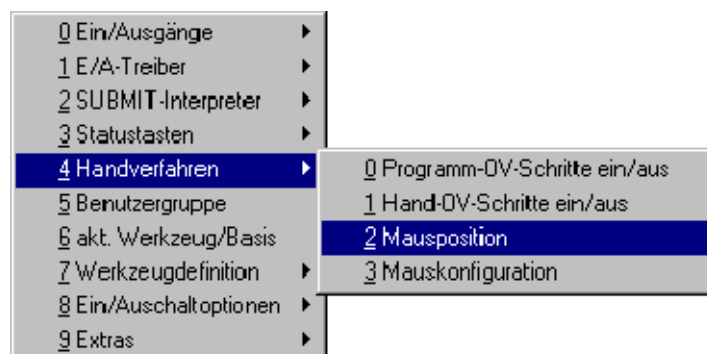 0 Ein/Ausgänge
1 E/A-Treiber
2 SUBMIT-Interpreter
3 Statustasten
4 Handverfahren
5 Benutzergruppe
6 akt. Werkzeug/Basis
7 Werkzeugdefinition
8 Ein/Auschaltoptionen
9 Extras
0 Programm-OV-Schritte ein/aus
1 Hand-OV-Schritte ein/aus
2 Mausposition
3 Mauskonfiguration